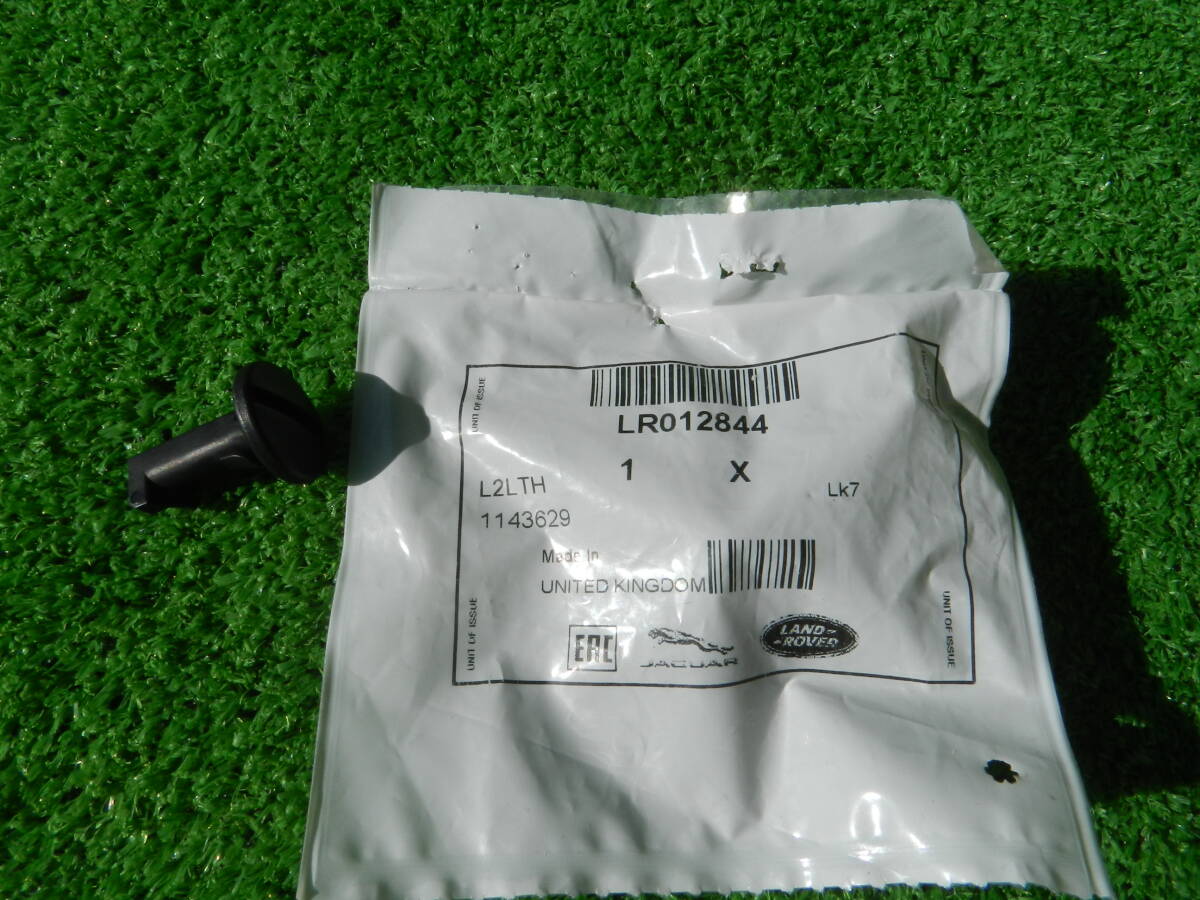 UNIT OF ISSUE
LR012844
1 X
L2LTH Lk7
1143629
Made In
UNITED KINGDOM
UNIT OF ISSUE
UNIT OF ISSUE
EAC
JAGUAR
LAND-
-ROVER